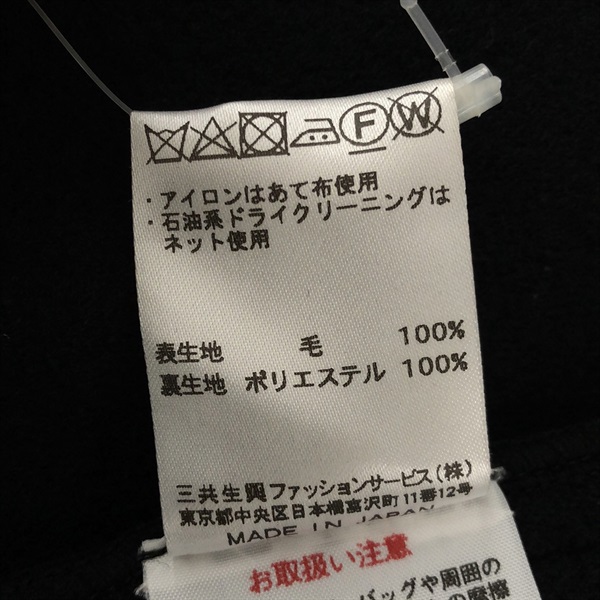 F W
・アイロンはあて布使用
・石油系ドライクリーニングは
ネット使用
表生地 毛 100%
裏生地 ポリエステル 100%
三共生興ファッションサービス(株)
東京都中央区日本橋富沢町11番12号
MADE IN JAPAN
お取扱い注意
バッグや周囲の
の摩擦